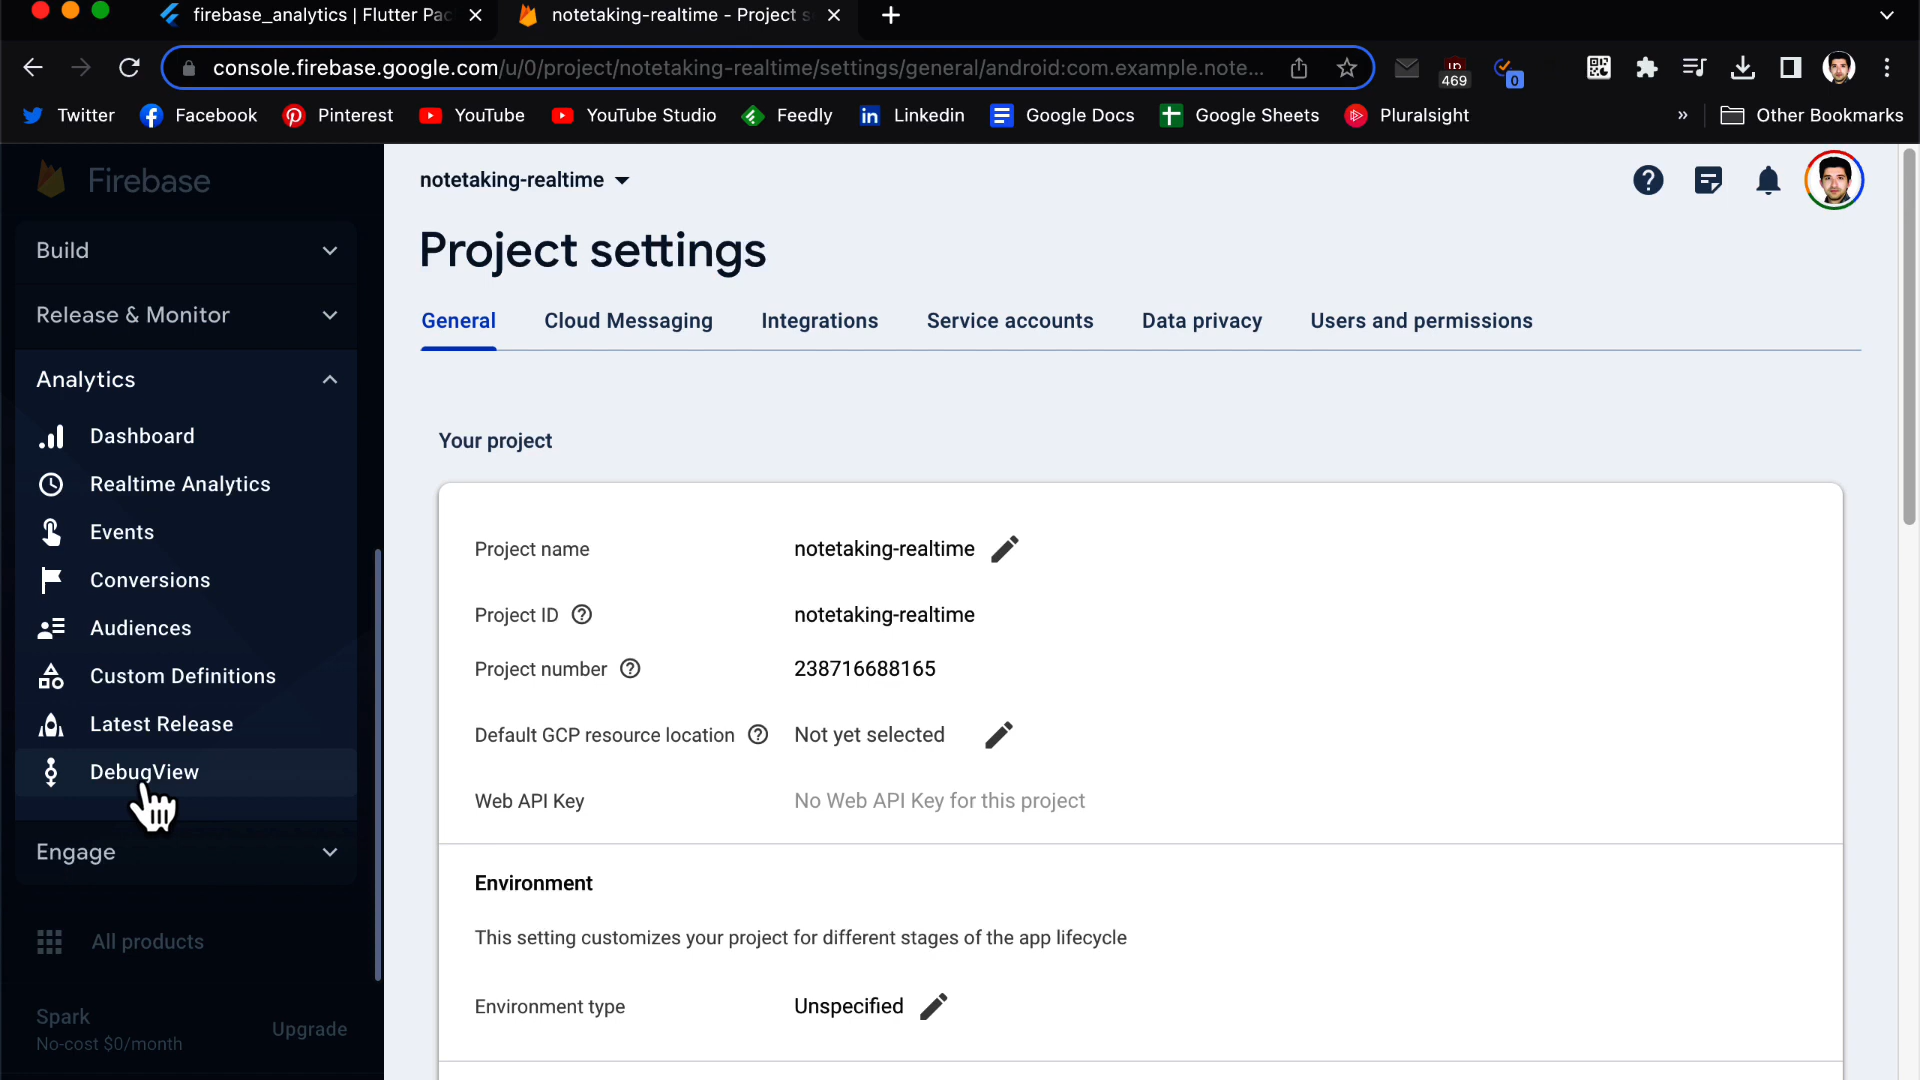 firebase_analytics | Flutter Pac
notetaking-realtime - Project s
console.firebase.google.com/u/0/project/notetaking-realtime/settings/general/android:com.example.note...
469
0
Twitter
Facebook
Pinterest
YouTube
YouTube Studio
Feedly
Linkedin
Google Docs
Google Sheets
Pluralsight
»
Other Bookmarks
Firebase
notetaking-realtime
Project settings
Build
Release & Monitor
General
Cloud Messaging
Integrations
Service accounts
Data privacy
Users and permissions
Analytics
Dashboard
Realtime Analytics
Events
Conversions
Audiences
Custom Definitions
Latest Release
DebugView
Engage
All products
Spark
No-cost $0/month
Upgrade
Your project
Project name
notetaking-realtime
Project ID
notetaking-realtime
Project number
238716688165
Default GCP resource location
Not yet selected
Web API Key
No Web API Key for this project
Environment
This setting customizes your project for different stages of the app lifecycle
Environment type
Unspecified